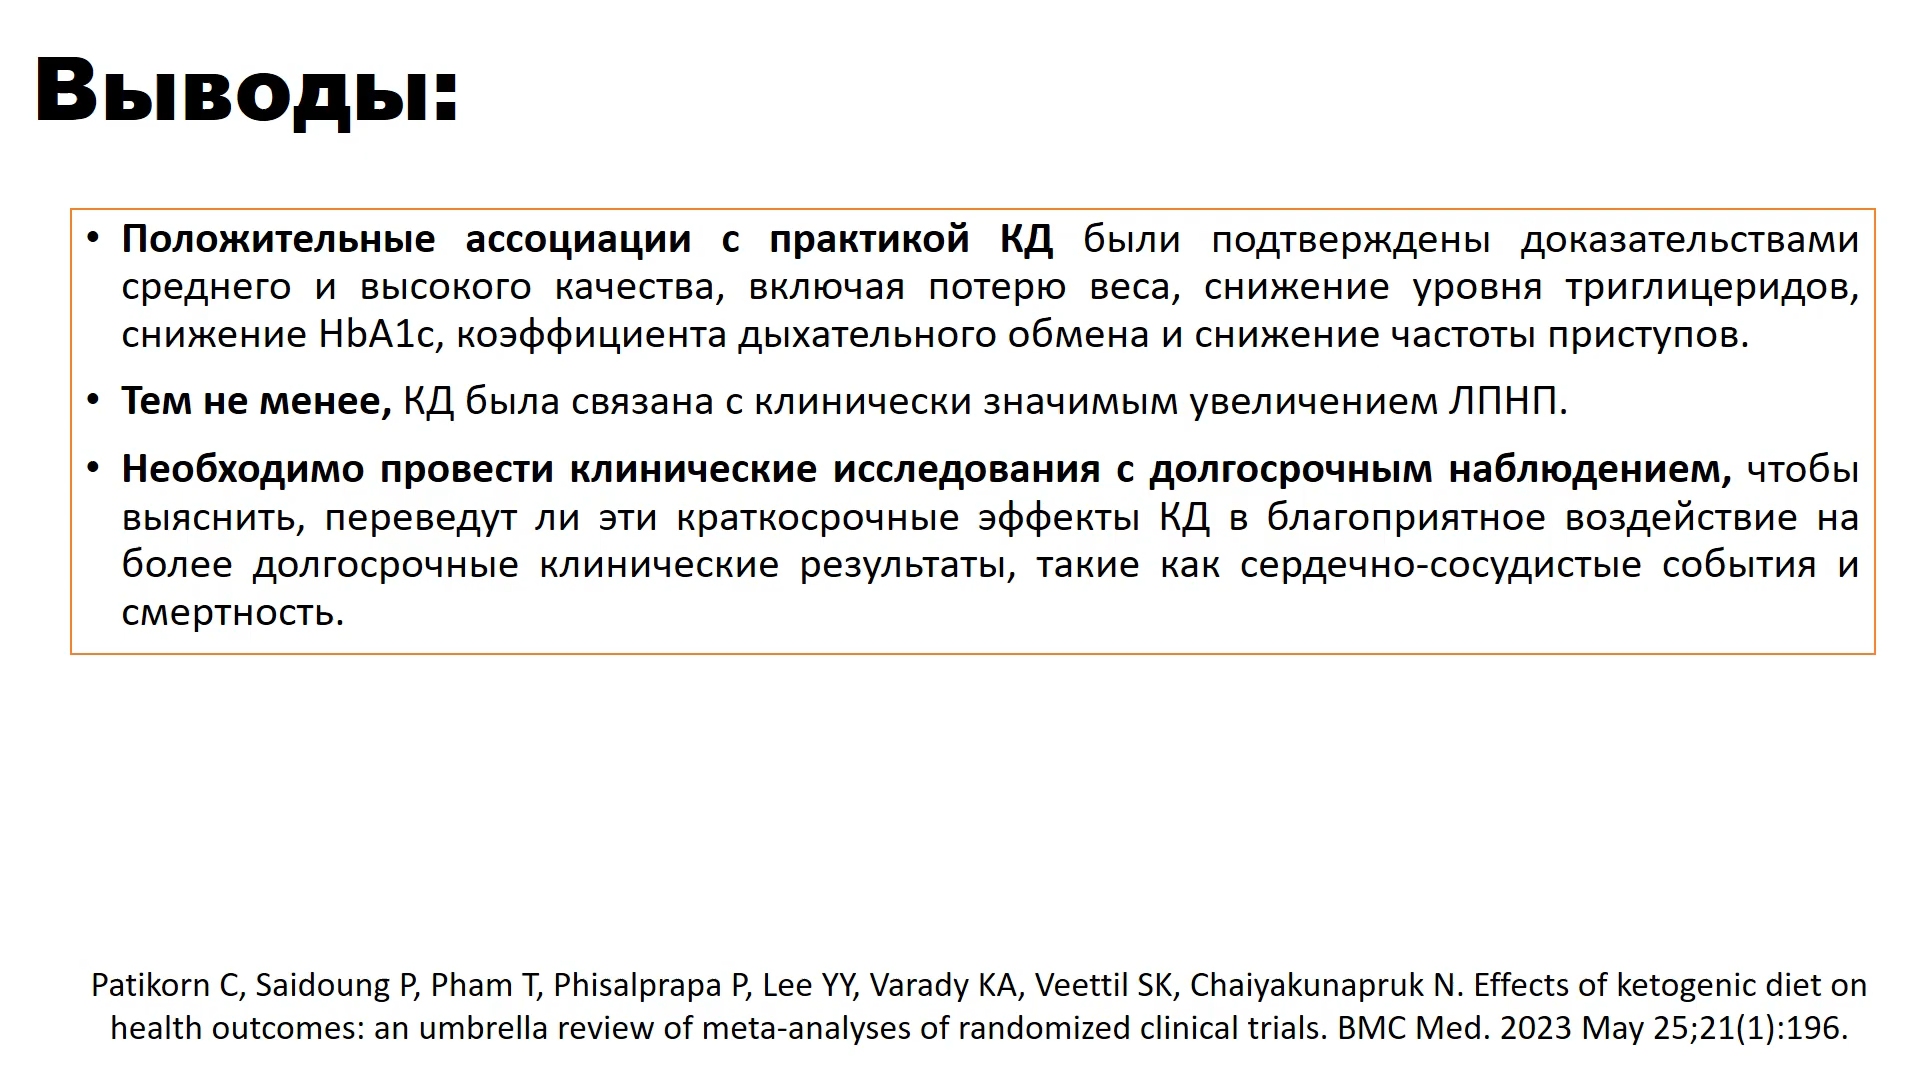 Выводы:
• Положительные ассоциации с практикой КД были подтверждены доказательствами
среднего и высокого качества, включая потерю веса, снижение уровня триглицеридов,
снижение HbA1c, коэффициента дыхательного обмена и снижение частоты приступов.
• Тем не менее, КД была связана с клинически значимым увеличением ЛПНП.
• Необходимо провести клинические исследования с долгосрочным наблюдением, чтобы
выяснить, переведут ли эти краткосрочные эффекты КД в благоприятное воздействие на
более долгосрочные клинические результаты, такие как сердечно-сосудистые события и
смертность.
Patikorn C, Saidoung P, Pham T, Phisalprapa P, Lee YY, Varady KA, Veettil SK, Chaiyakunapruk N. Effects of ketogenic diet on
health outcomes: an umbrella review of meta-analyses of randomized clinical trials. BMC Med. 2023 May 25;21(1):196.